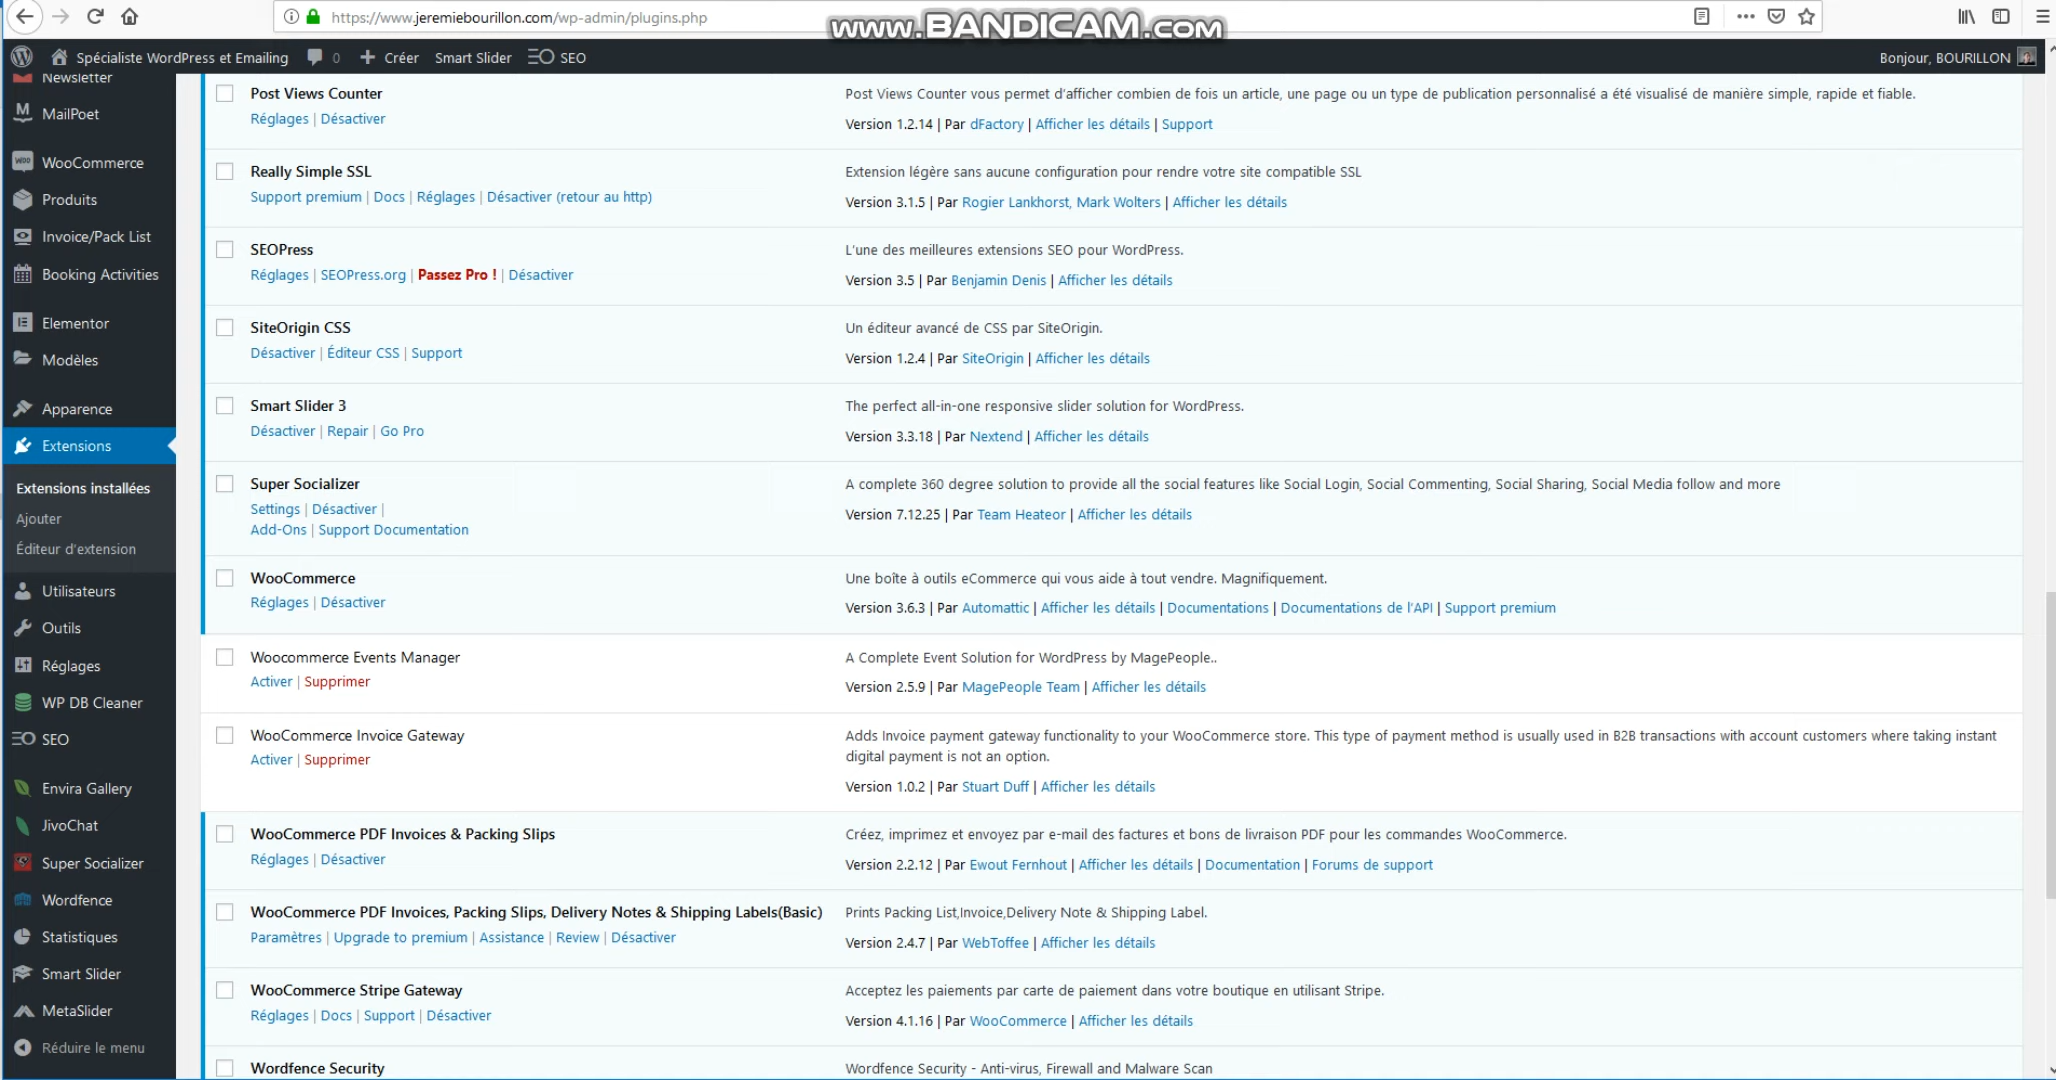 https://www.jeremiebourillon.com/wp-admin/plugins.php
www.BANDICAM.com
Spécialiste WordPress et Emailing 0 Créer Smart Slider SEO Bonjour, BOURILLON
Newsletter
MailPoet
WooCommerce
Produits
Invoice/Pack List
Booking Activities
Elementor
Modèles
Apparence
Extensions
Extensions installées
Ajouter
Éditeur d'extension
Utilisateurs
Outils
Réglages
WP DB Cleaner
SEO
Envira Gallery
JivoChat
Super Socializer
Wordfence
Statistiques
Smart Slider
MetaSlider
Réduire le menu
Post Views Counter
Réglages | Désactiver
Post Views Counter vous permet d'afficher combien de fois un article, une page ou un type de publication personnalisé a été visualisé de manière simple, rapide et fiable.
Version 1.2.14 | Par dFactory | Afficher les détails | Support
Really Simple SSL
Support premium | Docs | Réglages | Désactiver (retour au http)
Extension légère sans aucune configuration pour rendre votre site compatible SSL
Version 3.1.5 | Par Rogier Lankhorst, Mark Wolters | Afficher les détails
SEOPress
Réglages | SEOPress.org | Passez Pro ! | Désactiver
L'une des meilleures extensions SEO pour WordPress.
Version 3.5 | Par Benjamin Denis | Afficher les détails
SiteOrigin CSS
Désactiver | Éditeur CSS | Support
Un éditeur avancé de CSS par SiteOrigin.
Version 1.2.4 | Par SiteOrigin | Afficher les détails
Smart Slider 3
Désactiver | Repair | Go Pro
The perfect all-in-one responsive slider solution for WordPress.
Version 3.3.18 | Par Nextend | Afficher les détails
Super Socializer
Settings | Désactiver |
Add-Ons | Support Documentation
A complete 360 degree solution to provide all the social features like Social Login, Social Commenting, Social Sharing, Social Media follow and more
Version 7.12.25 | Par Team Heateor | Afficher les détails
WooCommerce
Réglages | Désactiver
Une boîte à outils eCommerce qui vous aide à tout vendre. Magnifiquement.
Version 3.6.3 | Par Automattic | Afficher les détails | Documentations | Documentations de l'API | Support premium
Woocommerce Events Manager
Activer | Supprimer
A Complete Event Solution for WordPress by MagePeople..
Version 2.5.9 | Par MagePeople Team | Afficher les détails
WooCommerce Invoice Gateway
Activer | Supprimer
Adds Invoice payment gateway functionality to your WooCommerce store. This type of payment method is usually used in B2B transactions with account customers where taking instant
digital payment is not an option.
Version 1.0.2 | Par Stuart Duff | Afficher les détails
WooCommerce PDF Invoices & Packing Slips
Réglages | Désactiver
Créez, imprimez et envoyez par e-mail des factures et bons de livraison PDF pour les commandes WooCommerce.
Version 2.2.12 | Par Ewout Fernhout | Afficher les détails | Documentation | Forums de support
WooCommerce PDF Invoices, Packing Slips, Delivery Notes & Shipping Labels(Basic)
Paramètres | Upgrade to premium | Assistance | Review | Désactiver
Prints Packing List,Invoice,Delivery Note & Shipping Label.
Version 2.4.7 | Par WebToffee | Afficher les détails
WooCommerce Stripe Gateway
Réglages | Docs | Support | Désactiver
Acceptez les paiements par carte de paiement dans votre boutique en utilisant Stripe.
Version 4.1.16 | Par WooCommerce | Afficher les détails
Wordfence Security
Wordfence Security - Anti-virus, Firewall and Malware Scan